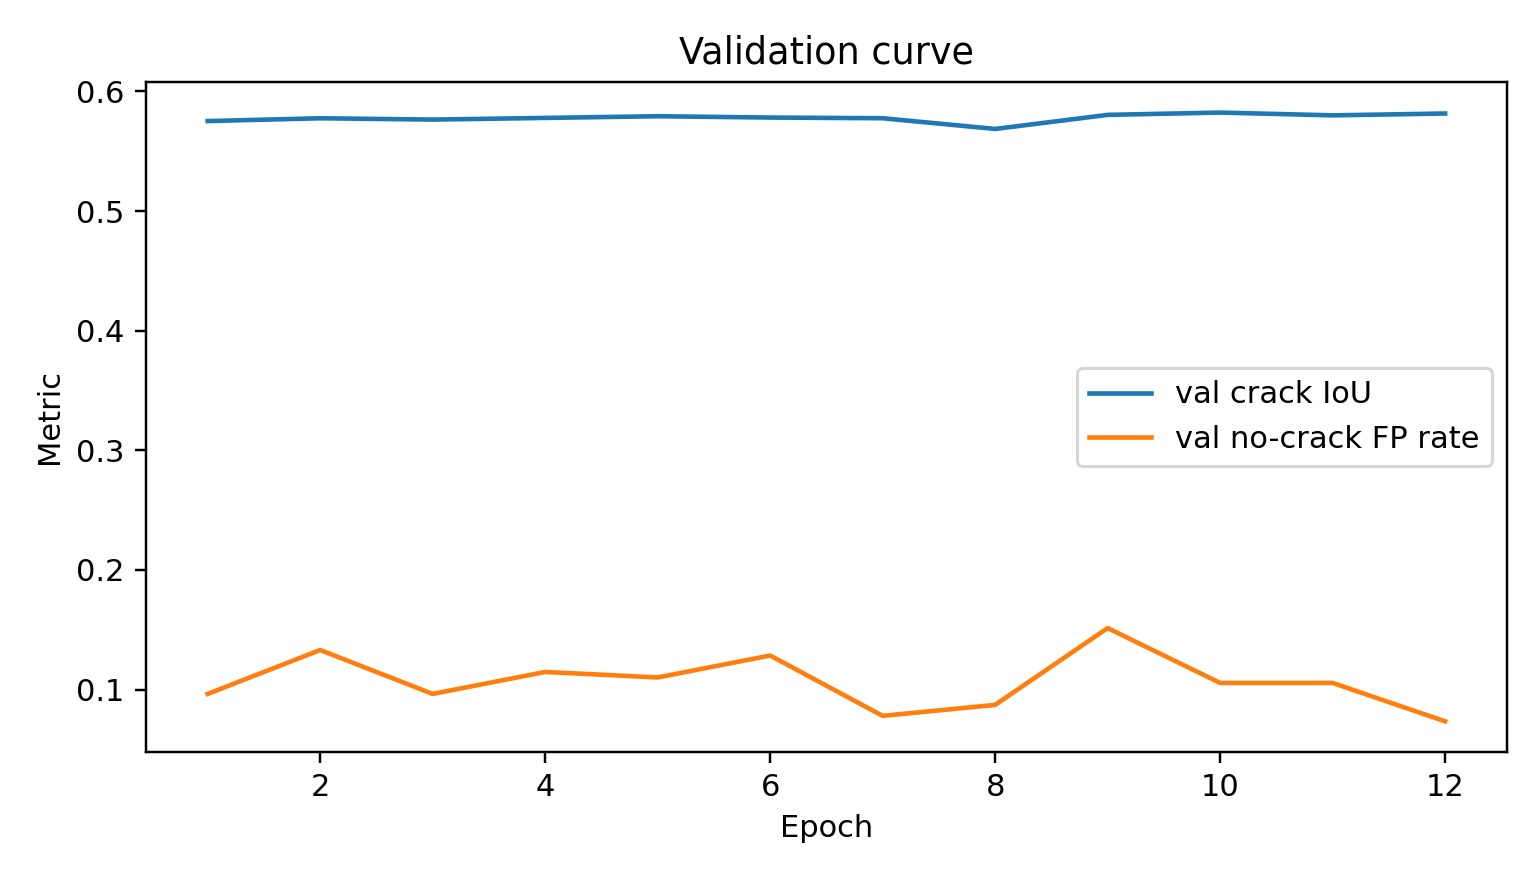 Validation curve
0.6
0.5
0.4
0.3
0.2
0.1
Metric
val crack IoU
val no-crack FP rate
2 4 6 8 10 12
Epoch